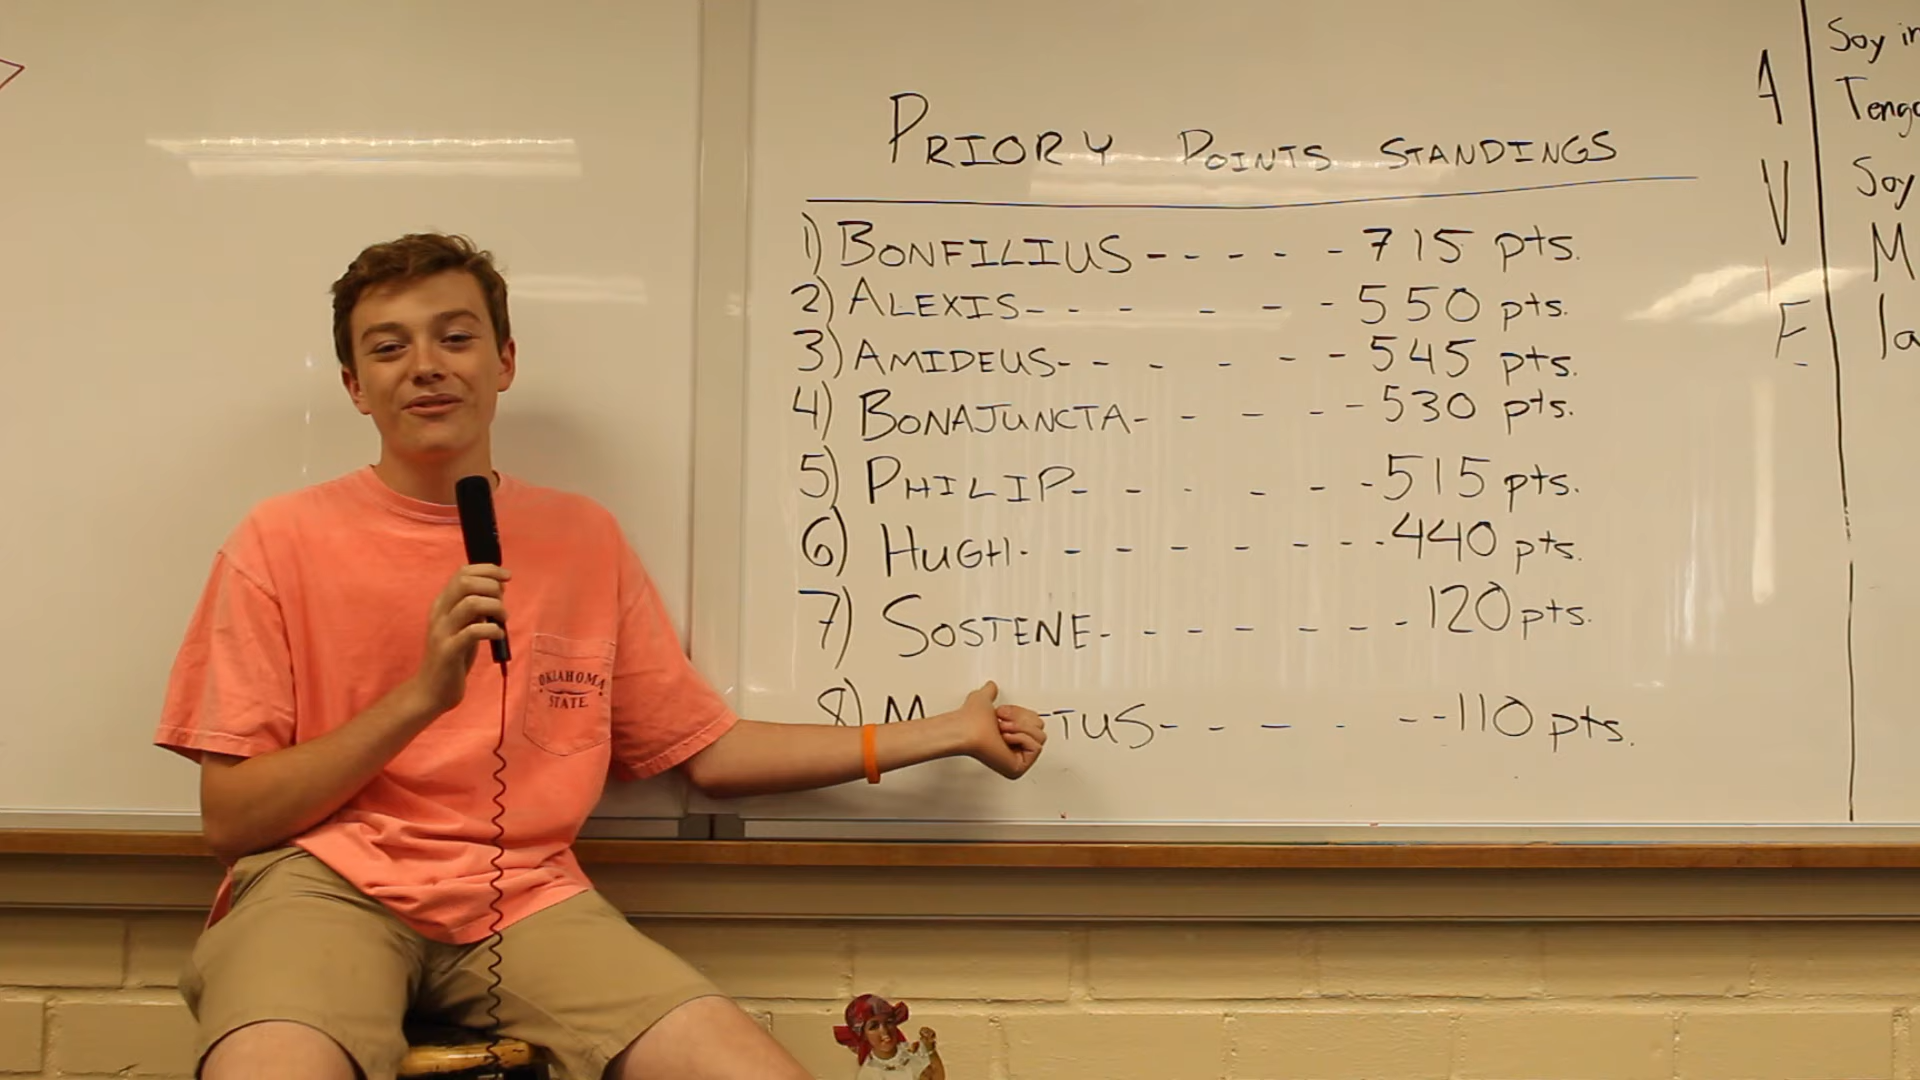 PRIORY POINTS STANDINGS
1) BONFILIUS - - - - - 715 pts.
2) ALEXIS - - - - - - 550 pts.
3) AMIDEUS - - - - - - 545 pts.
4) BONAJUNCTA - - - - - 530 pts.
5) PHILIP - - - - - - - 515 pts.
6) HUGH - - - - - - - - 440 pts.
7) SOSTENE - - - - - - - 120 pts.
8) - - - - - - - 110 pts.
A
V
Soy
Soy
M
la
OKLAHOMA
STATE